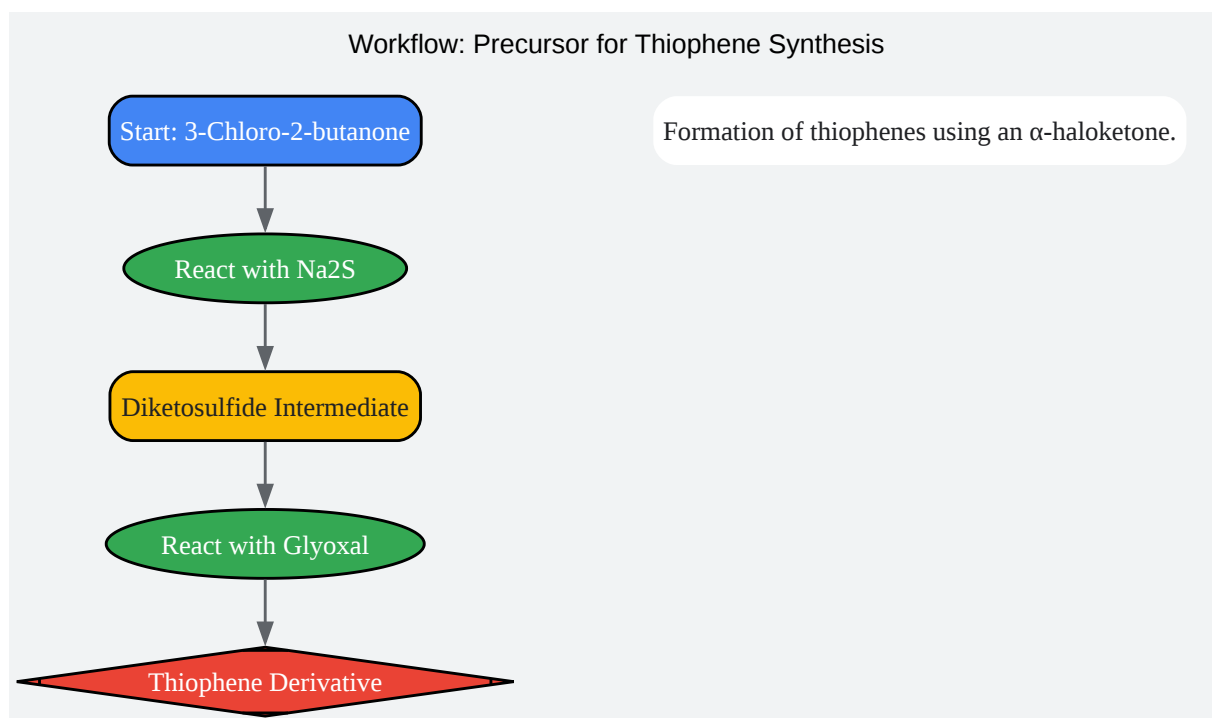 Workflow: Precursor for Thiophene Synthesis
Start: 3-Chloro-2-butanone
Formation of thiophenes using an α-haloketone.
React with Na2S
Diketosulfide Intermediate
React with Glyoxal
Thiophene Derivative